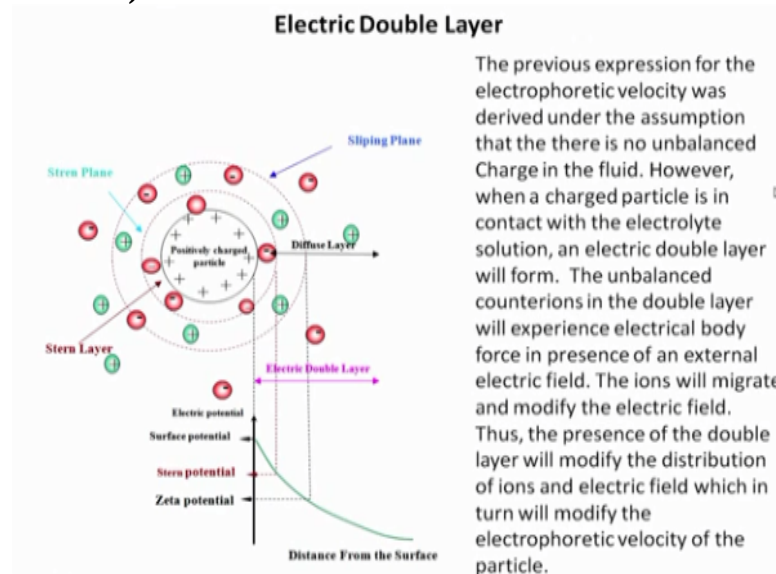 Electric Double Layer
The previous expression for the
electrophoretic velocity was
derived under the assumption
that the there is no unbalanced
Charge in the fluid. However,
when a charged particle is in
contact with the electrolyte
solution, an electric double layer
will form. The unbalanced
counterions in the double layer
will experience electrical body
force in presence of an external
electric field. The ions will migrate
and modify the electric field.
Thus, the presence of the double
layer will modify the distribution
of ions and electric field which in
turn will modify the
electrophoretic velocity of the
particle.
Sliping Plane
Stren Plane
Positively charged
particle
Diffuse Layer
Stern Layer
Electric Double Layer
Electric potential
Surface potential
Stern potential
Zeta potential
Distance From the Surface